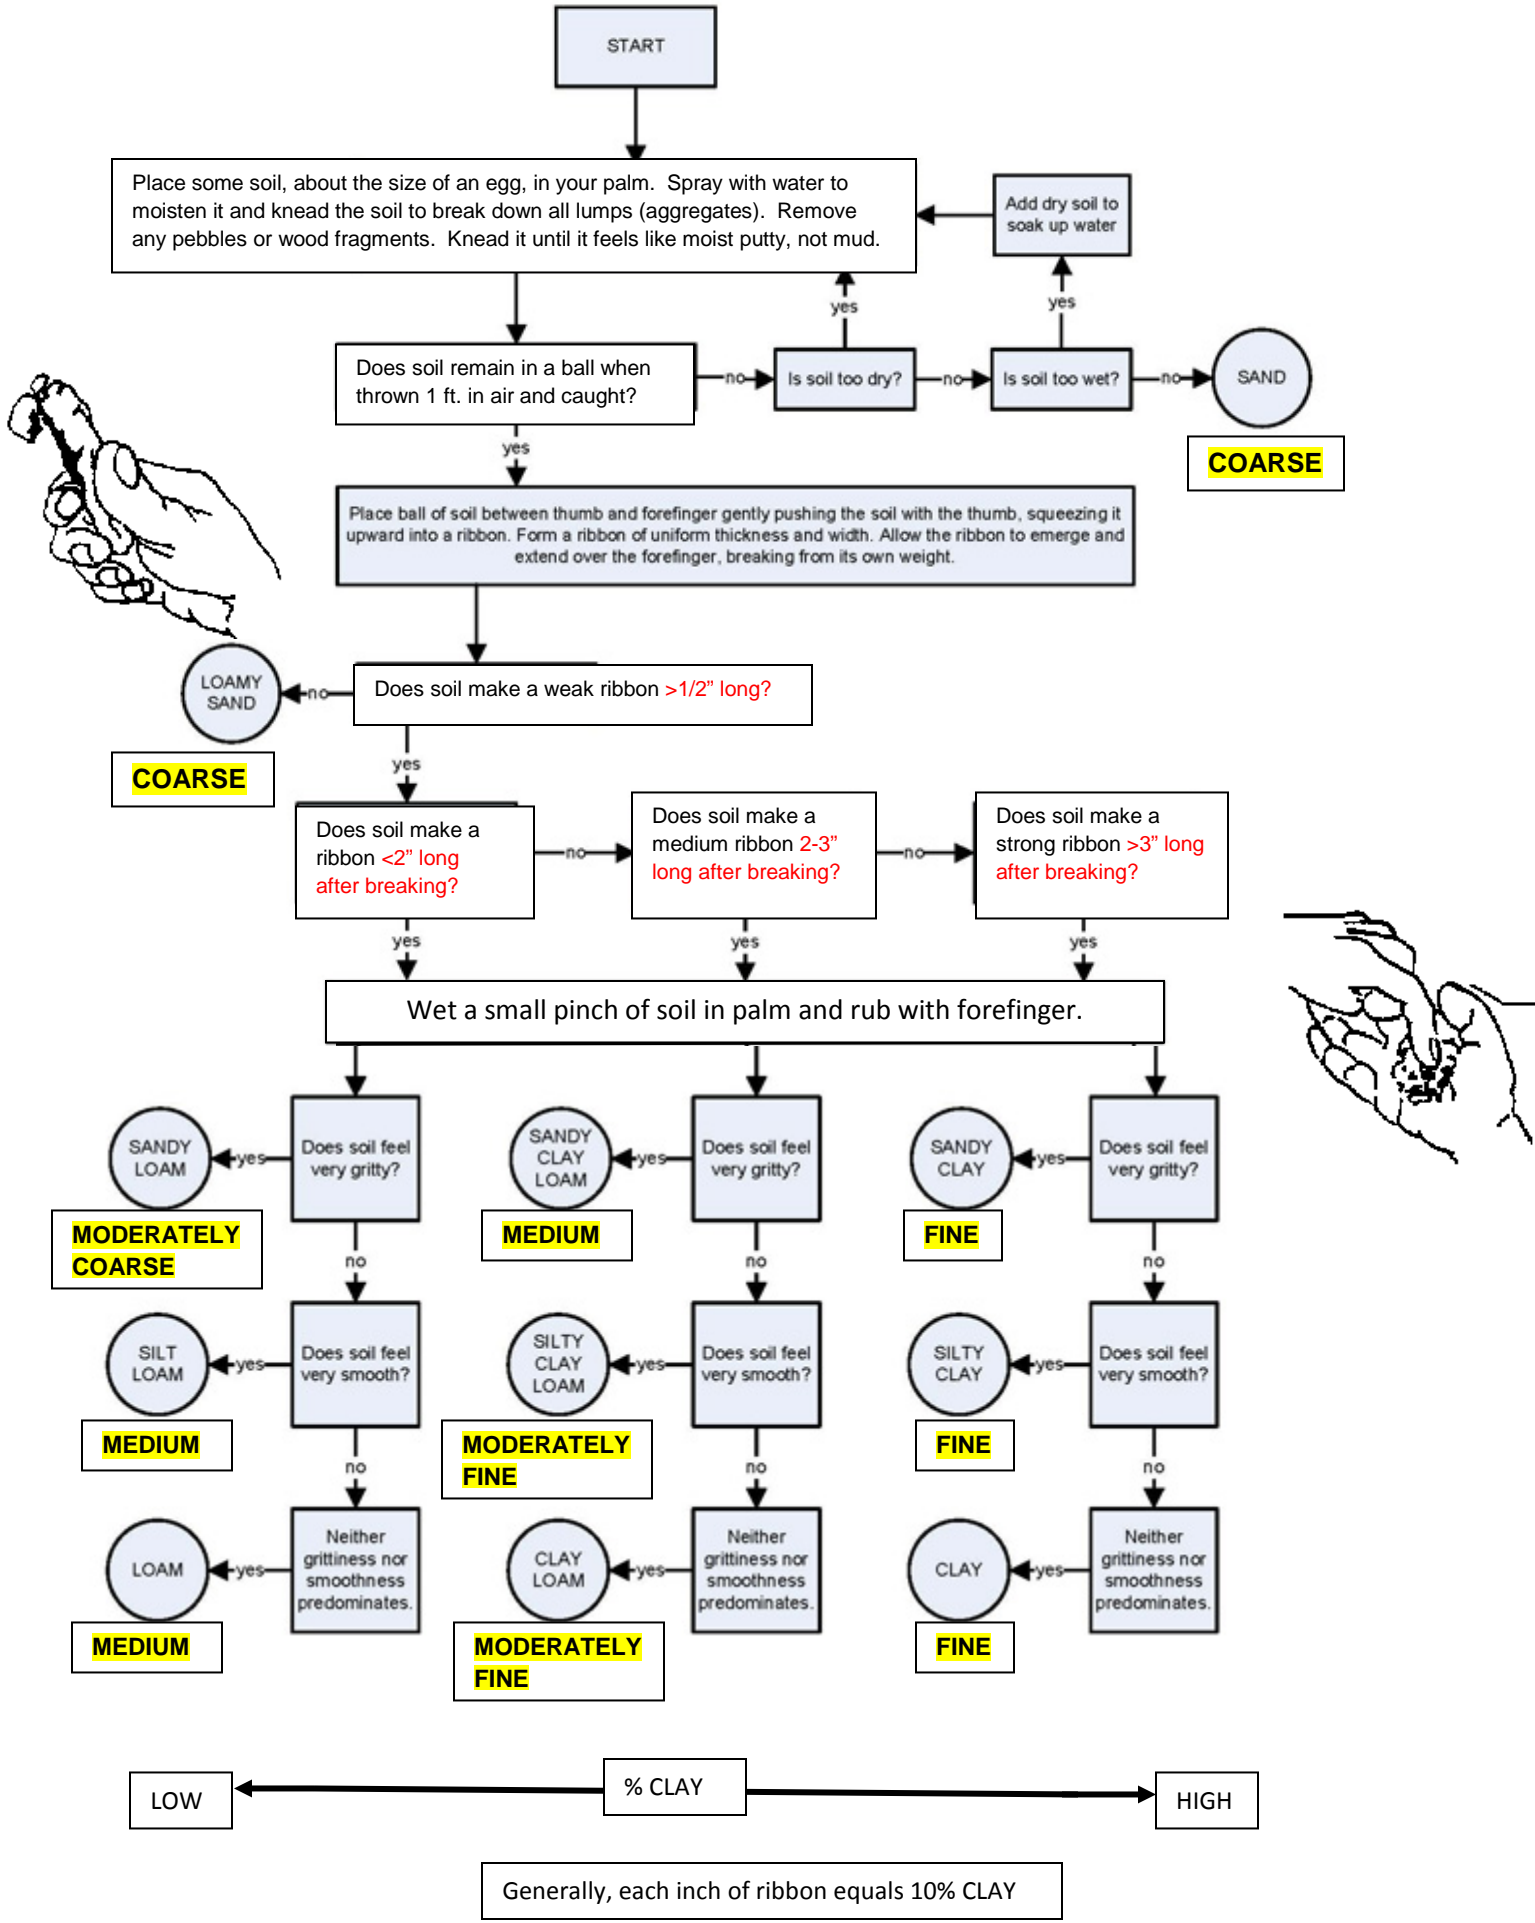 START
Place some soil, about the size of an egg, in your palm.  Spray with water to
moisten it and knead the soil to break down all lumps (aggregates).  Remove
any pebbles or wood fragments.  Knead it until it feels like moist putty, not mud.
Add dry soil to
soak up water
yes
yes
Does soil remain in a ball when
thrown 1 ft. in air and caught?
no
Is soil too dry?
no
Is soil too wet?
no
SAND
COARSE
yes
Place ball of soil between thumb and forefinger gently pushing the soil with the thumb, squeezing it
upward into a ribbon. Form a ribbon of uniform thickness and width. Allow the ribbon to emerge and
extend over the forefinger, breaking from its own weight.
LOAMY
SAND
no
Does soil make a weak ribbon >1/2” long?
COARSE
yes
Does soil make a
ribbon <2” long
after breaking?
no
Does soil make a
medium ribbon 2-3”
long after breaking?
no
Does soil make a
strong ribbon >3” long
after breaking?
yes
yes
yes
Wet a small pinch of soil in palm and rub with forefinger.
SANDY
LOAM
yes
Does soil feel
very gritty?
SANDY
CLAY
LOAM
yes
Does soil feel
very gritty?
SANDY
CLAY
yes
Does soil feel
very gritty?
MODERATELY
COARSE
MEDIUM
FINE
no
no
no
SILT
LOAM
yes
Does soil feel
very smooth?
SILTY
CLAY
LOAM
yes
Does soil feel
very smooth?
SILTY
CLAY
yes
Does soil feel
very smooth?
MEDIUM
MODERATELY
FINE
FINE
no
no
no
LOAM
yes
Neither
grittiness nor
smoothness
predominates.
CLAY
LOAM
yes
Neither
grittiness nor
smoothness
predominates.
CLAY
yes
Neither
grittiness nor
smoothness
predominates.
MEDIUM
MODERATELY
FINE
FINE
LOW
% CLAY
HIGH
Generally, each inch of ribbon equals 10% CLAY